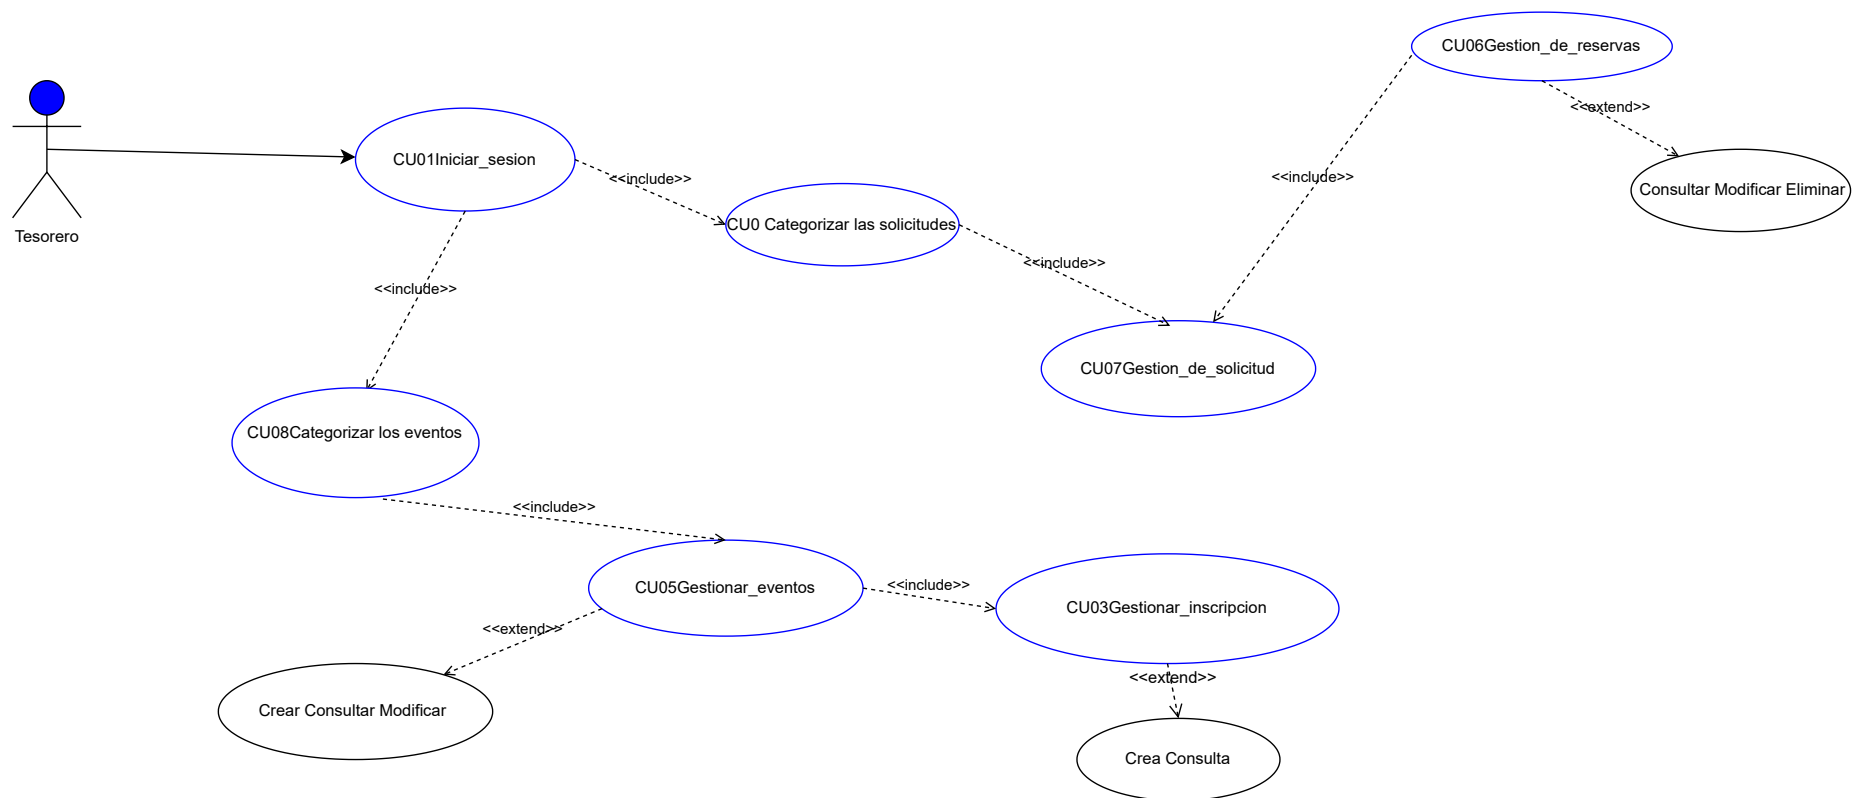 CU06Gestion_de_reservas
<<extend>>
CU01Iniciar_sesion
<<include>>
<<include>>
Consultar Modificar Eliminar
CU0 Categorizar las solicitudes
Tesorero
<<include>>
<<include>>
CU07Gestion_de_solicitud
CU08Categorizar los eventos
<<include>>
CU05Gestionar_eventos
<<include>>
CU03Gestionar_inscripcion
<<extend>>
<<extend>>
Crear Consultar Modificar
Crea Consulta